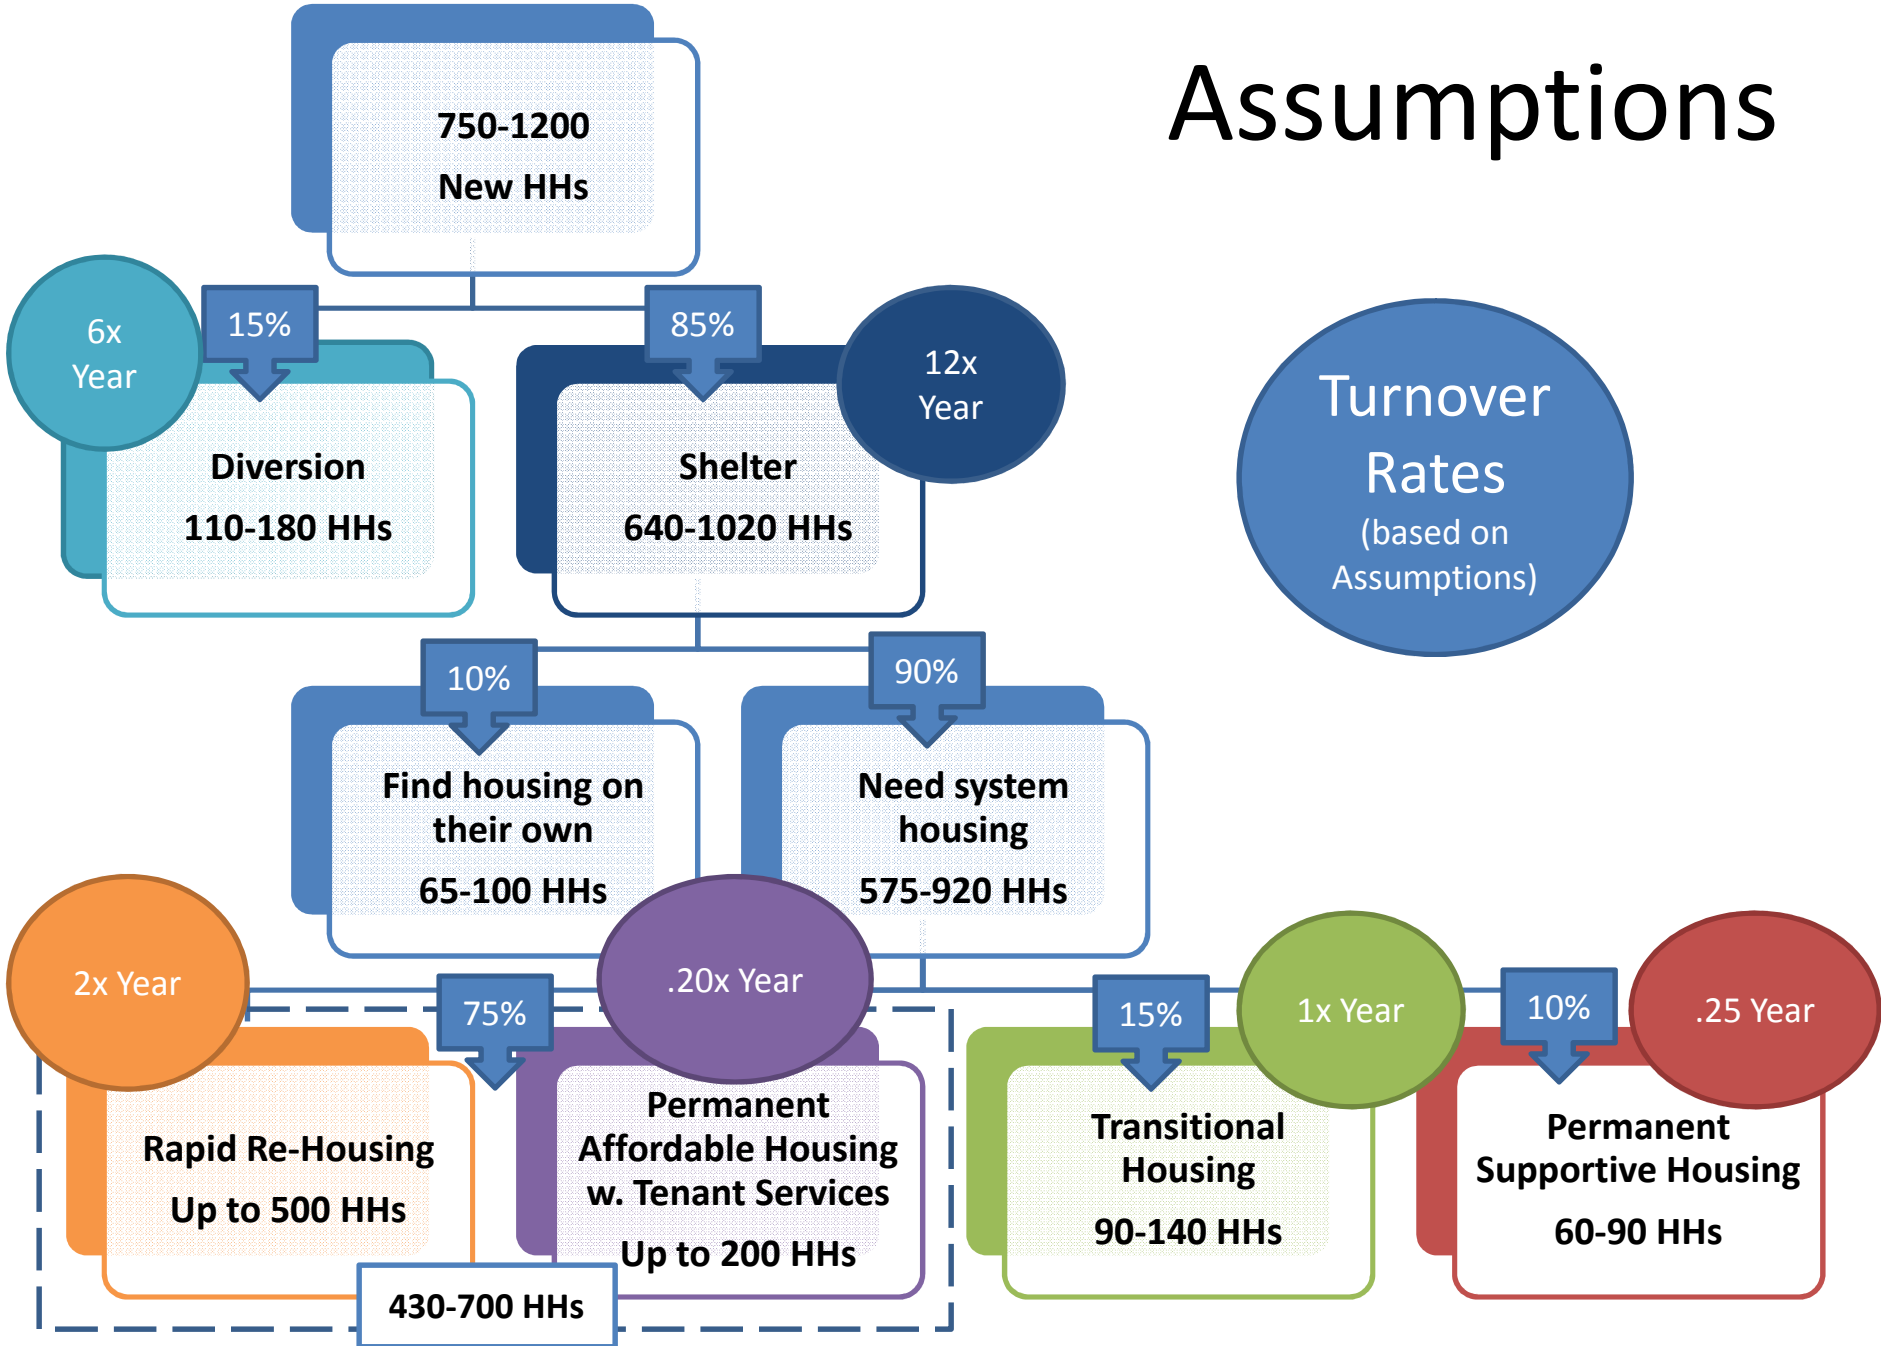 Assumptions
750-1200
New HHs
6x
Year
15%
85%
12x
Year
Turnover
Rates
(based on
Assumptions)
Diversion
110-180 HHs
Shelter
640-1020 HHs
10%
90%
Find housing on
their own
65-100 HHs
Need system
housing
575-920 HHs
2x Year
75%
.20x Year
15%
1x Year
10%
.25 Year
Rapid Re-Housing
Up to 500 HHs
Permanent
Affordable Housing
w. Tenant Services
Up to 200 HHs
430-700 HHs
Transitional
Housing
90-140 HHs
Permanent
Supportive Housing
60-90 HHs